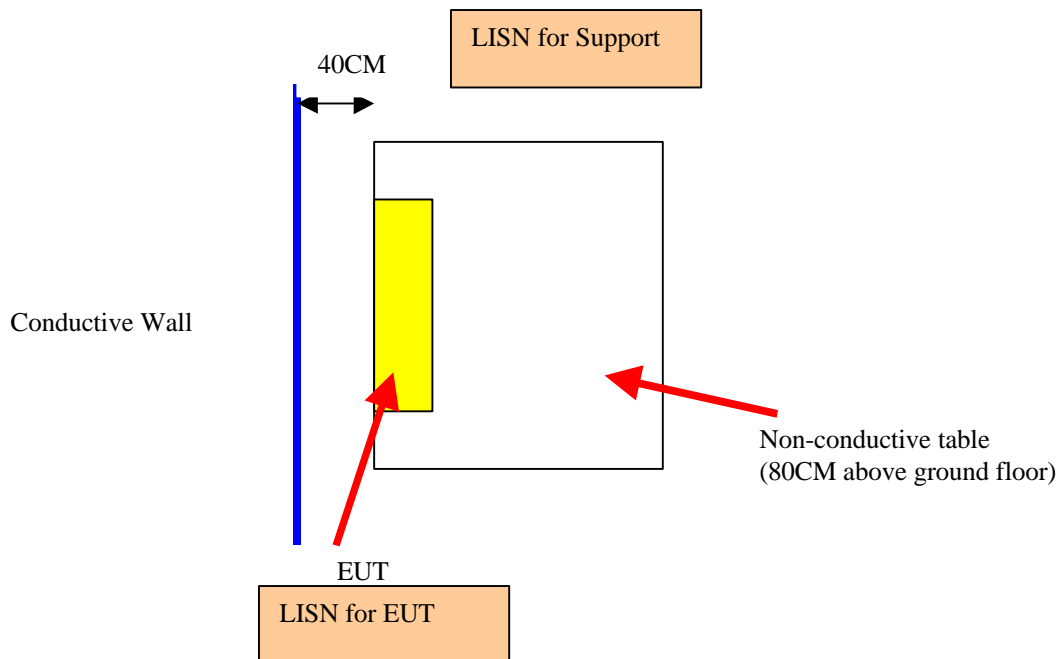 LISN for Support
40CM
Conductive Wall
Non-conductive table
(80CM above ground floor)
EUT
LISN for EUT